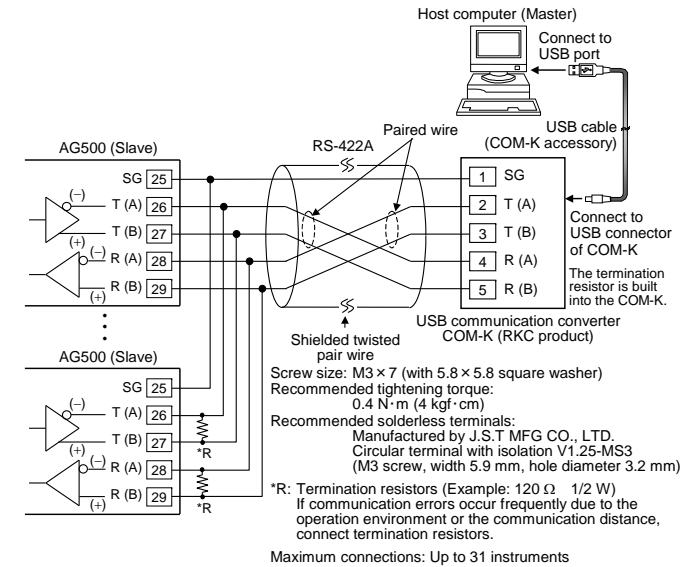 Host computer (Master)
Connect to
USB port
Paired wire
RS-422A
USB cable
(COM-K accessory)
AG500 (Slave)
SG 25
(−) T (A) 26
T (B) 27
(+) (−) R (A) 28
R (B) 29
(+)
1 SG
2 T (A)
3 T (B)
4 R (A)
5 R (B)
Connect to
USB connector
of COM-K
The termination
resistor is built
into the COM-K.
Shielded twisted
pair wire
USB communication converter
COM-K (RKC product)
AG500 (Slave)
SG 25
(−) T (A) 26
T (B) 27
*R
(+) (−) R (A) 28
R (B) 29
(+)
*R
Screw size: M3 × 7 (with 5.8 × 5.8 square washer)
Recommended tightening torque:
0.4 N·m (4 kgf·cm)
Recommended solderless terminals:
Manufactured by J.S.T MFG CO., LTD.
Circular terminal with isolation V1.25-MS3
(M3 screw, width 5.9 mm, hole diameter 3.2 mm)
*R: Termination resistors (Example: 120 Ω 1/2 W)
If communication errors occur frequently due to the
operation environment or the communication distance,
connect termination resistors.
Maximum connections: Up to 31 instruments